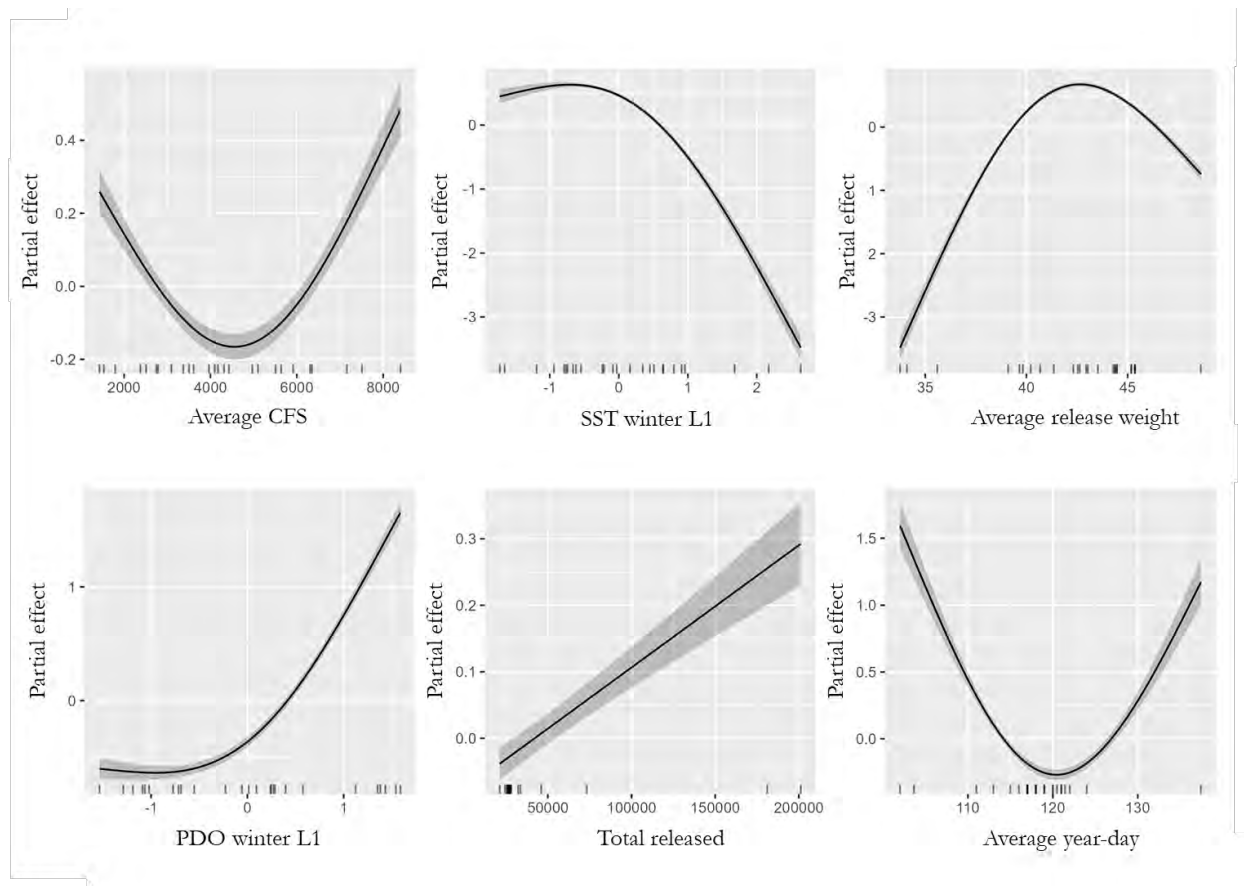 Partial effect
0.4
0.2
0.0
-0.2
2000 4000 6000 8000
Average CFS
Partial effect
0
-1
-2
-3
-1 0 1 2
SST winter L1
Partial effect
0
1
2
-3
35 40 45
Average release weight
Partial effect
1
0
-1 0 1
PDO winter L1
Partial effect
0.3
0.2
0.1
0.0
50000 100000 150000 200000
Total released
Partial effect
1.5
1.0
0.5
0.0
110 120 130
Average year-day